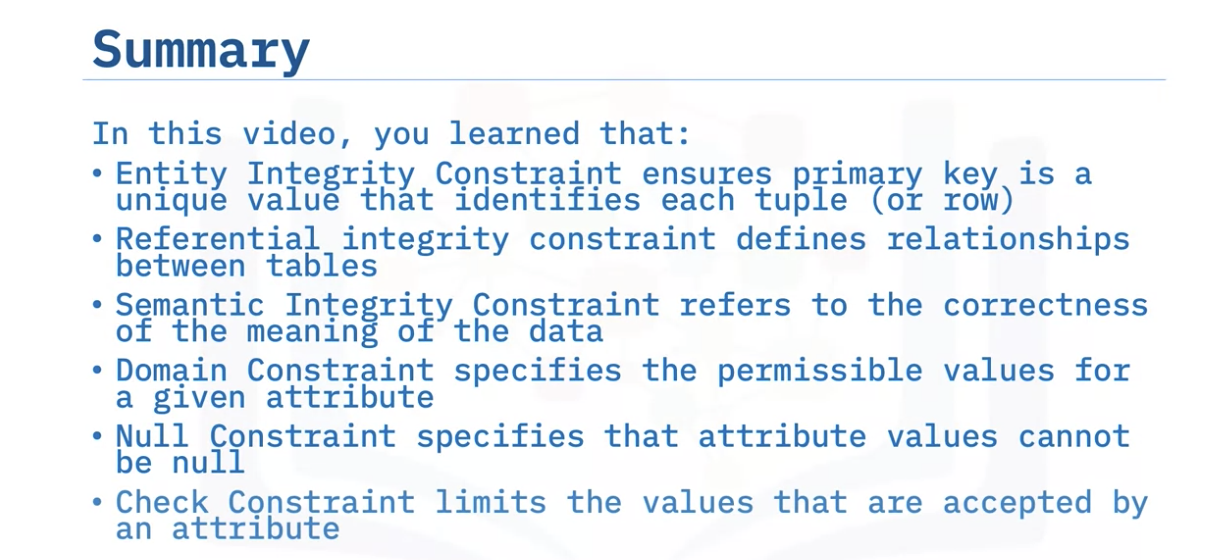 Summary
In this video, you learned that:
• Entity Integrity Constraint ensures primary key is a
unique value that identifies each tuple (or row)
• Referential integrity constraint defines relationships
between tables
• Semantic Integrity Constraint refers to the correctness
of the meaning of the data
• Domain Constraint specifies the permissible values for
a given attribute
• Null Constraint specifies that attribute values cannot
be null
• Check Constraint limits the values that are accepted by
an attribute